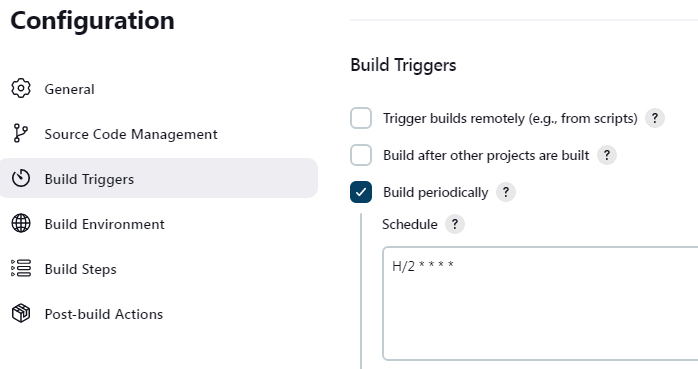 Configuration
General
Source Code Management
Build Triggers
Build Environment
Build Steps
Post-build Actions
Build Triggers
Trigger builds remotely (e.g., from scripts) ?
Build after other projects are built ?
Build periodically ?
Schedule ?
H/2 * * * *